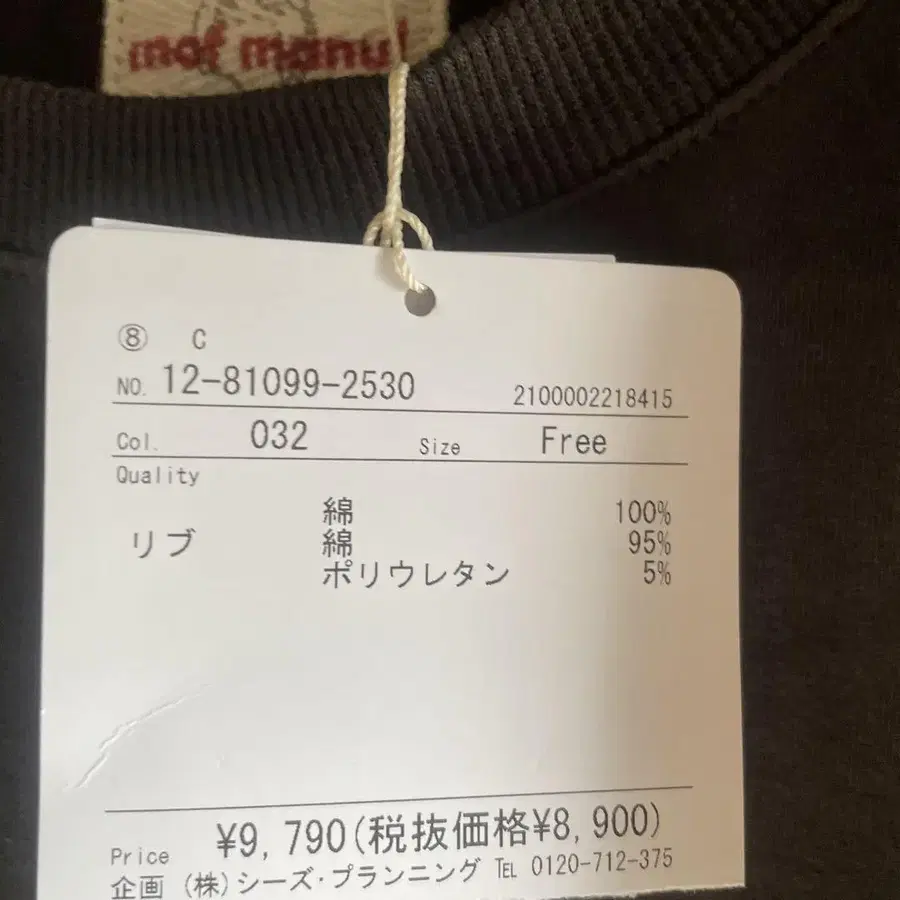 mof manu!
⑧ C
NO. 12-81099-2530 2100002218415
Col. 032 Size Free
Quality
綿 100%
リブ 綿 95%
ポリウレタン 5%
Price ¥9,790(税抜価格¥8,900)
企画 (株)シーズ・プランニング TEL 0120-712-375